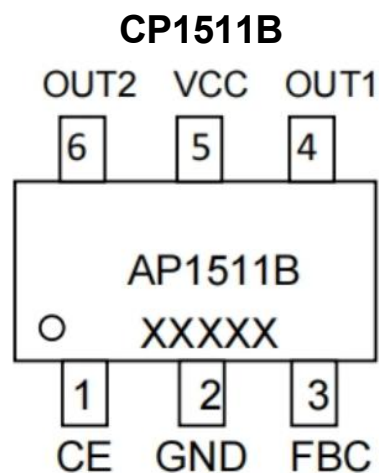 CP1511B
OUT2 VCC OUT1
6 5 4
AP1511B
XXXXX
1 2 3
CE GND FBC